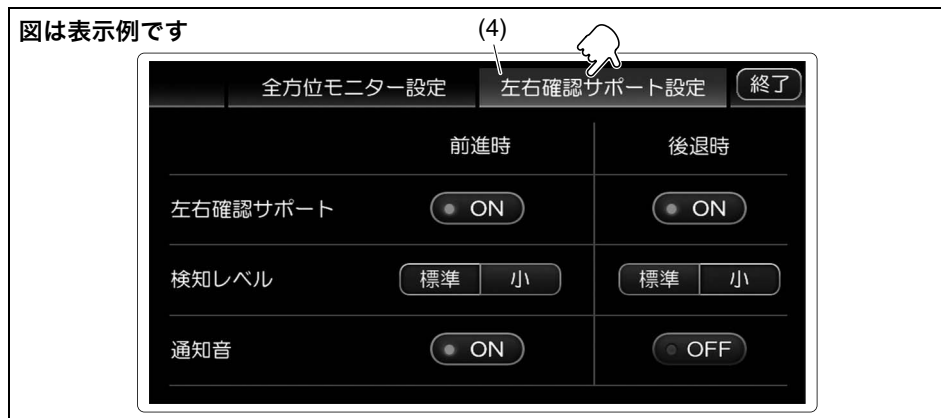 図は表示例です
(4)
全方位モニター設定 左右確認サポート設定 終了
前進時 後退時
左右確認サポート ON ON
検知レベル 標準 小 標準 小
通知音 ON OFF